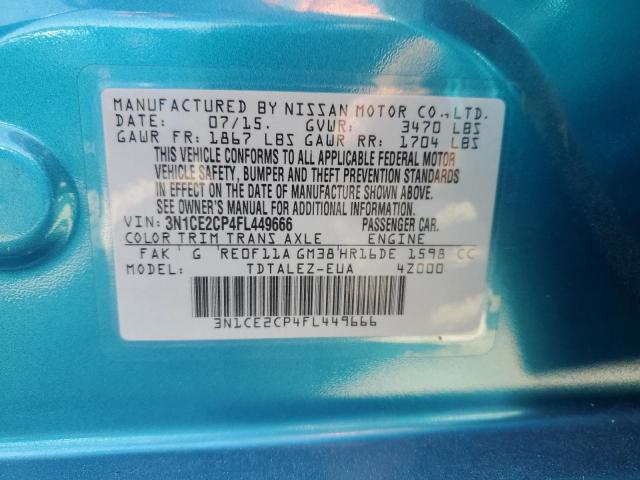 MANUFACTURED BY NISSAN MOTOR CO.,LTD.
DATE: 07/15. GVWR: 3470 LBS
GAWR FR: 1867 LBS GAWR RR: 1704 LBS
THIS VEHICLE CONFORMS TO ALL APPLICABLE FEDERAL MOTOR
VEHICLE SAFETY, BUMPER AND THEFT PREVENTION STANDARDS
IN EFFECT ON THE DATE OF MANUFACTURE SHOWN ABOVE.
SEE OWNER'S MANUAL FOR ADDITIONAL INFORMATION.
VIN: 3N1CE2CP4FL449666 PASSENGER CAR.
COLOR TRIM TRANS AXLE ENGINE
FAK G RE0F11A GM38 HR16DE 1598 CC
MODEL: TDTALEZ-EUA 4Z000
3N1CE2CP4FL449666